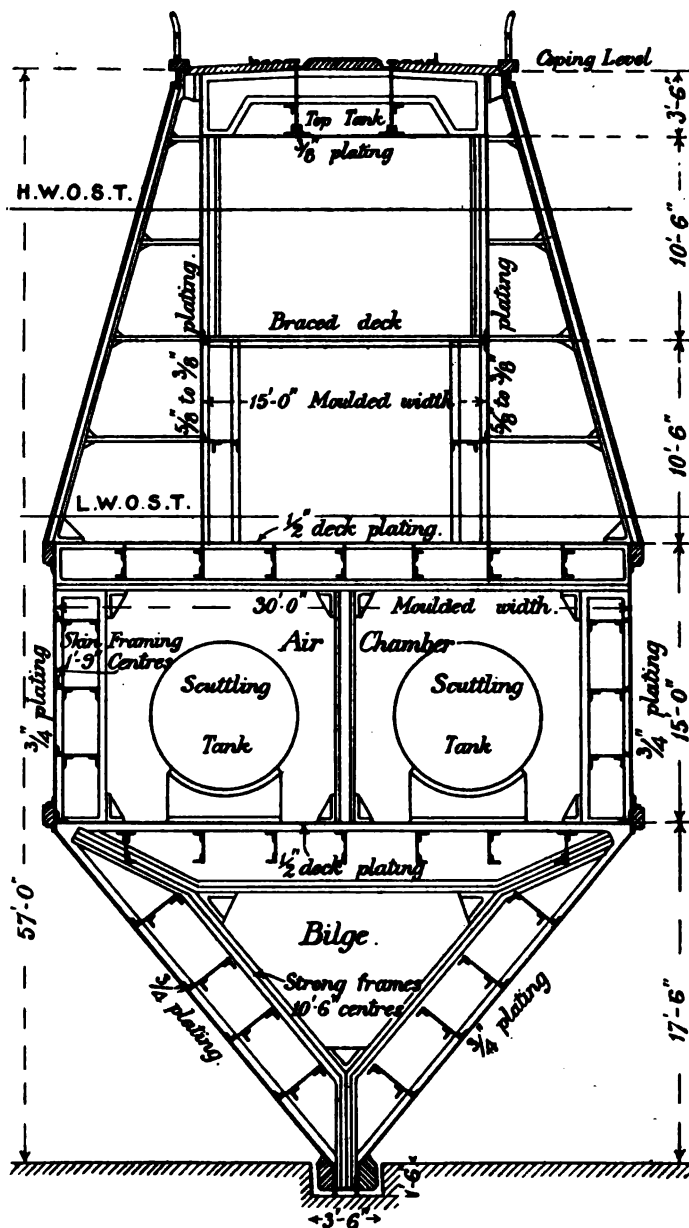 Coping Level
3'-6"
Top Tank
3/8" plating
H.W.O.S.T.
10'-6"
plating.
plating
Braced deck
5/8" to 3/8"
5/8" to 3/8"
15'-0" Moulded width
10'-6"
L.W.O.S.T.
1/2" deck plating.
30'.0" Moulded width.
Skin Framing
1'-9" Centres
Air Chamber
Scuttling
Tank
Scuttling
Tank
3/4" plating
3/4" plating
15'-0"
1/2" deck plating
57'-0"
Bilge.
Strong frames
10'6" centres
3/4 plating.
3/4" plating
17'-6"
1'-6"
3'-6"